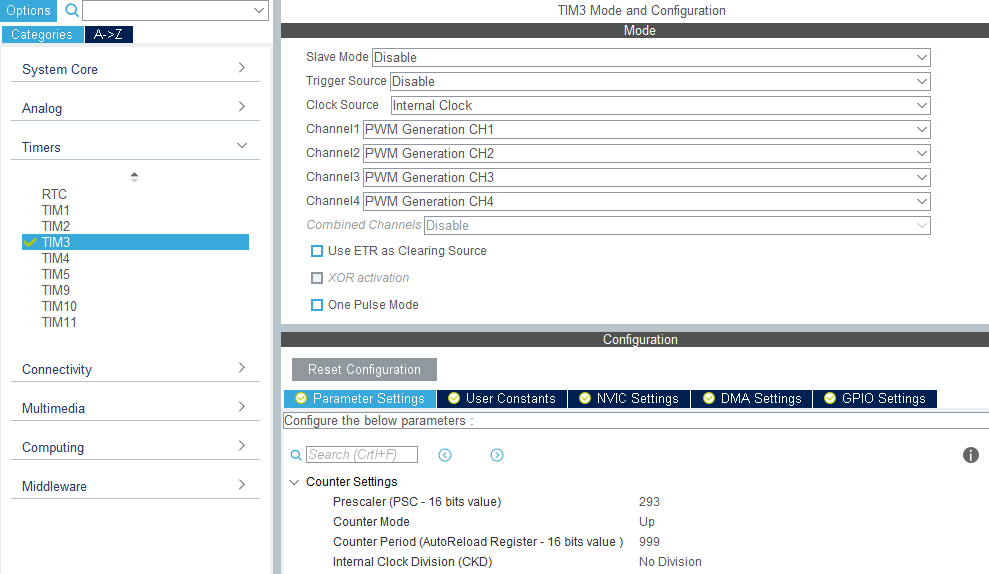 Options
Categories A->Z
System Core
Analog
Timers
RTC
TIM1
TIM2
TIM3
TIM4
TIM5
TIM9
TIM10
TIM11
Connectivity
Multimedia
Computing
Middleware
TIM3 Mode and Configuration
Mode
Slave Mode Disable
Trigger Source Disable
Clock Source Internal Clock
Channel1 PWM Generation CH1
Channel2 PWM Generation CH2
Channel3 PWM Generation CH3
Channel4 PWM Generation CH4
Combined Channels Disable
Use ETR as Clearing Source
XOR activation
One Pulse Mode
Configuration
Reset Configuration
Parameter Settings User Constants NVIC Settings DMA Settings GPIO Settings
Configure the below parameters :
Search (CrtI+F)
Counter Settings
Prescaler (PSC - 16 bits value) 293
Counter Mode Up
Counter Period (AutoReload Register - 16 bits value ) 999
Internal Clock Division (CKD) No Division